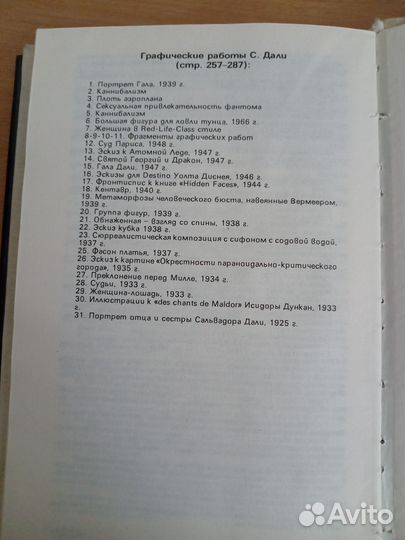 Графические работы С. Дали
(стр. 257-287):
1. Портрет Гала, 1939 г.
2. Каннибализм
3. Плоть аэроплана
4. Сексуальная привлекательность фантома
5. Каннибализм
6. Большая фигура для ловли тунца, 1966 г.
7. Женщина в Red-Life-Class стиле
8-9-10-11. Фрагменты графических работ
12. Суд Париса, 1948 г.
13. Эскиз к Атомной Леде, 1947 г.
14. Святой Георгий и Дракон, 1947 г.
15. Гала Дали, 1947 г.
16. Эскизы для Destino Уолта Диснея, 1946 г.
17. Фронтиспис к книге «Hidden Faces», 1944 г.
18. Кентавр, 1940 г.
19. Метаморфозы человеческого бюста, навеянные Вермеером,
1939 г.
20. Группа фигур, 1939 г.
21. Обнаженная – взгляд со спины, 1938 г.
22. Эскиз кубка 1938 г.
23. Сюрреалистическая композиция с сифоном с содовой водой,
1937 г.
25. Фасон платья, 1937 г.
26. Эскиз к картине «Окрестности параноидально-критического
города», 1935 г.
27. Преклонение перед Милле, 1934 г.
28. Судьи, 1933 г.
29. Женщина-лошадь, 1933 г.
30. Иллюстрации к «des chants de Maldor» Исидоры Дункан, 1933
г.
31. Портрет отца и сестры Сальвадора Дали, 1925 г.
Avito